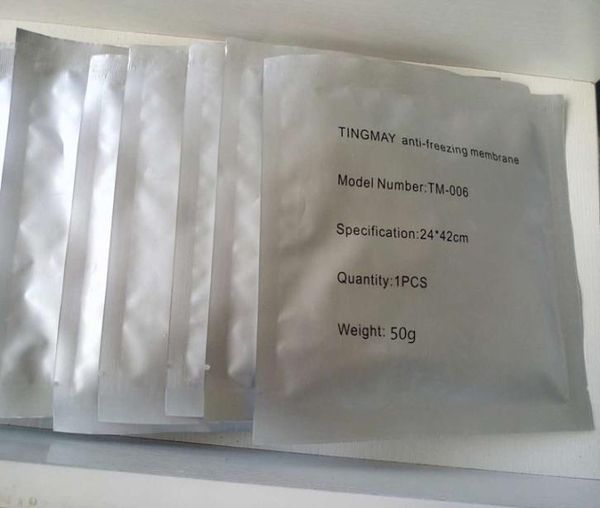 TINGMAY anti-freezing membrane
Model Number:TM-006
Specification:24*42cm
Quantity:1PCS
Weight: 50g